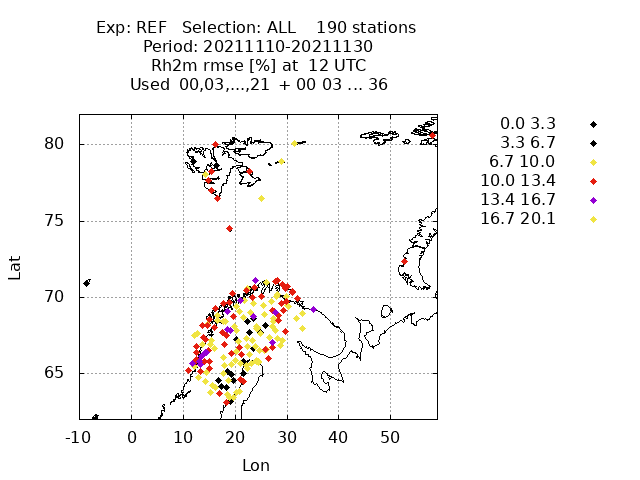 Exp: REF   Selection: ALL    190 stations
Period: 20211110-20211130
Rh2m rmse [%] at  12 UTC
Used  00,03,...,21  + 00 03 ... 36
0.0 3.3
3.3 6.7
6.7 10.0
10.0 13.4
13.4 16.7
16.7 20.1
80
75
70
65
Lat
-10 0 10 20 30 40 50
Lon